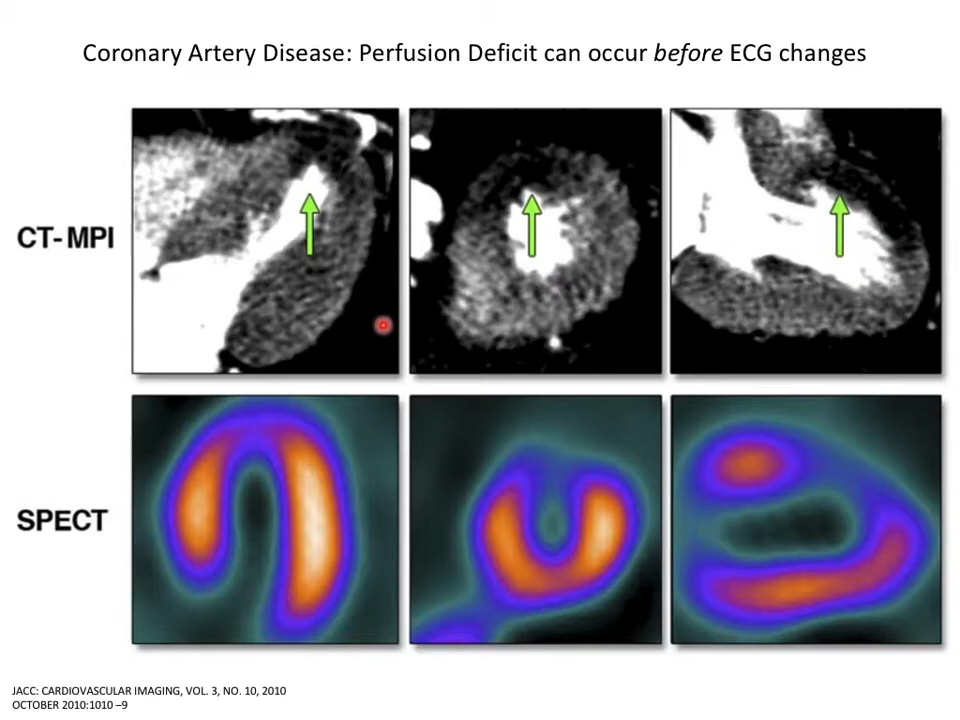 Coronary Artery Disease: Perfusion Deficit can occur before ECG changes
CT-MPI
SPECT
JACC: CARDIOVASCULAR IMAGING, VOL. 3, NO. 10, 2010
OCTOBER 2010:1010 –9